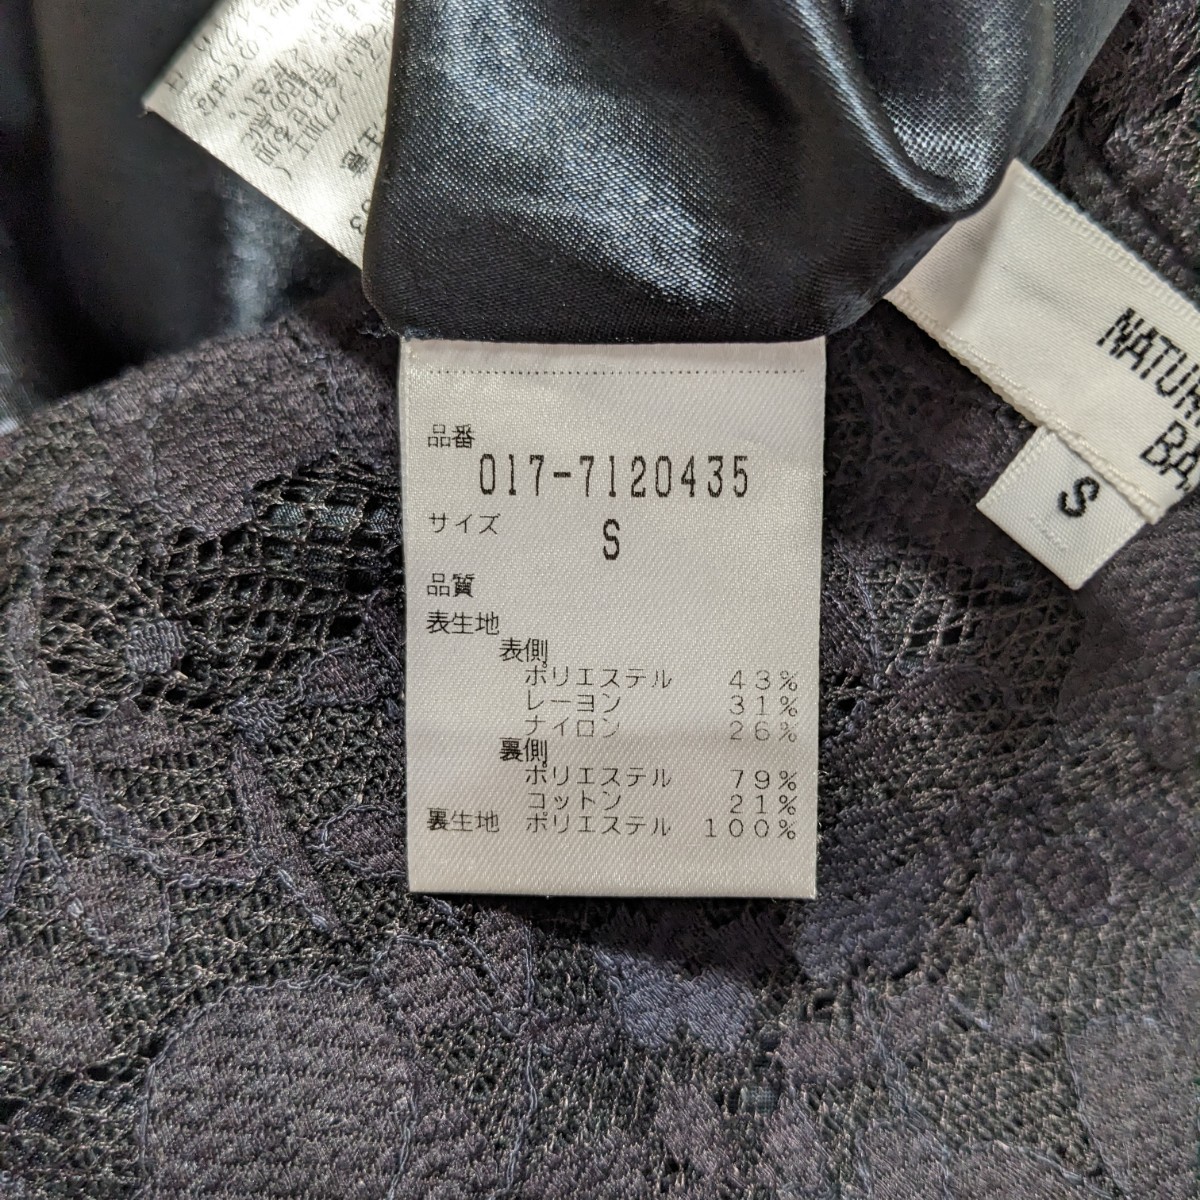 品番
017-7120435
サイズ
S
品質
表生地
表側
ポリエステル 43%
レーヨン 31%
ナイロン 26%
裏側
ポリエステル 79%
コットン 21%
裏生地 ポリエステル 100%
S